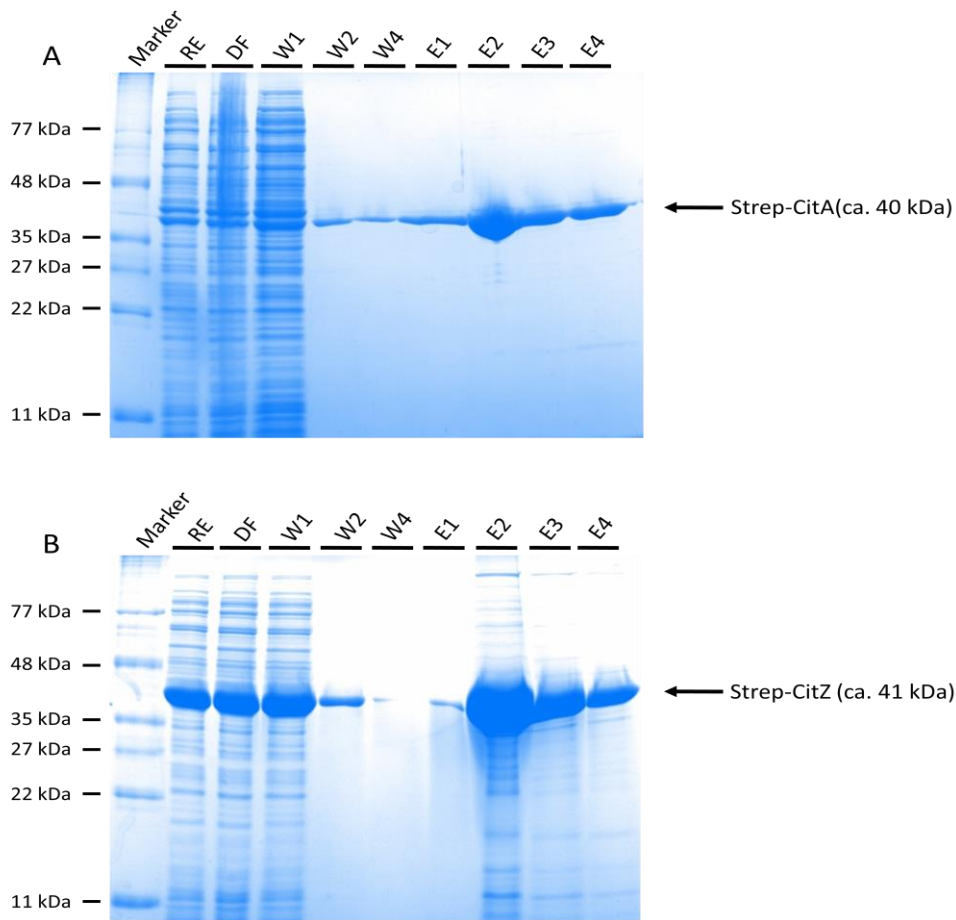 A
Marker RE DF W1 W2 W4 E1 E2 E3 E4
77 kDa
48 kDa
35 kDa
27 kDa
22 kDa
11 kDa
Strep-CitA(ca. 40 kDa)
B
Marker RE DF W1 W2 W4 E1 E2 E3 E4
77 kDa
48 kDa
35 kDa
27 kDa
22 kDa
11 kDa
Strep-CitZ (ca. 41 kDa)